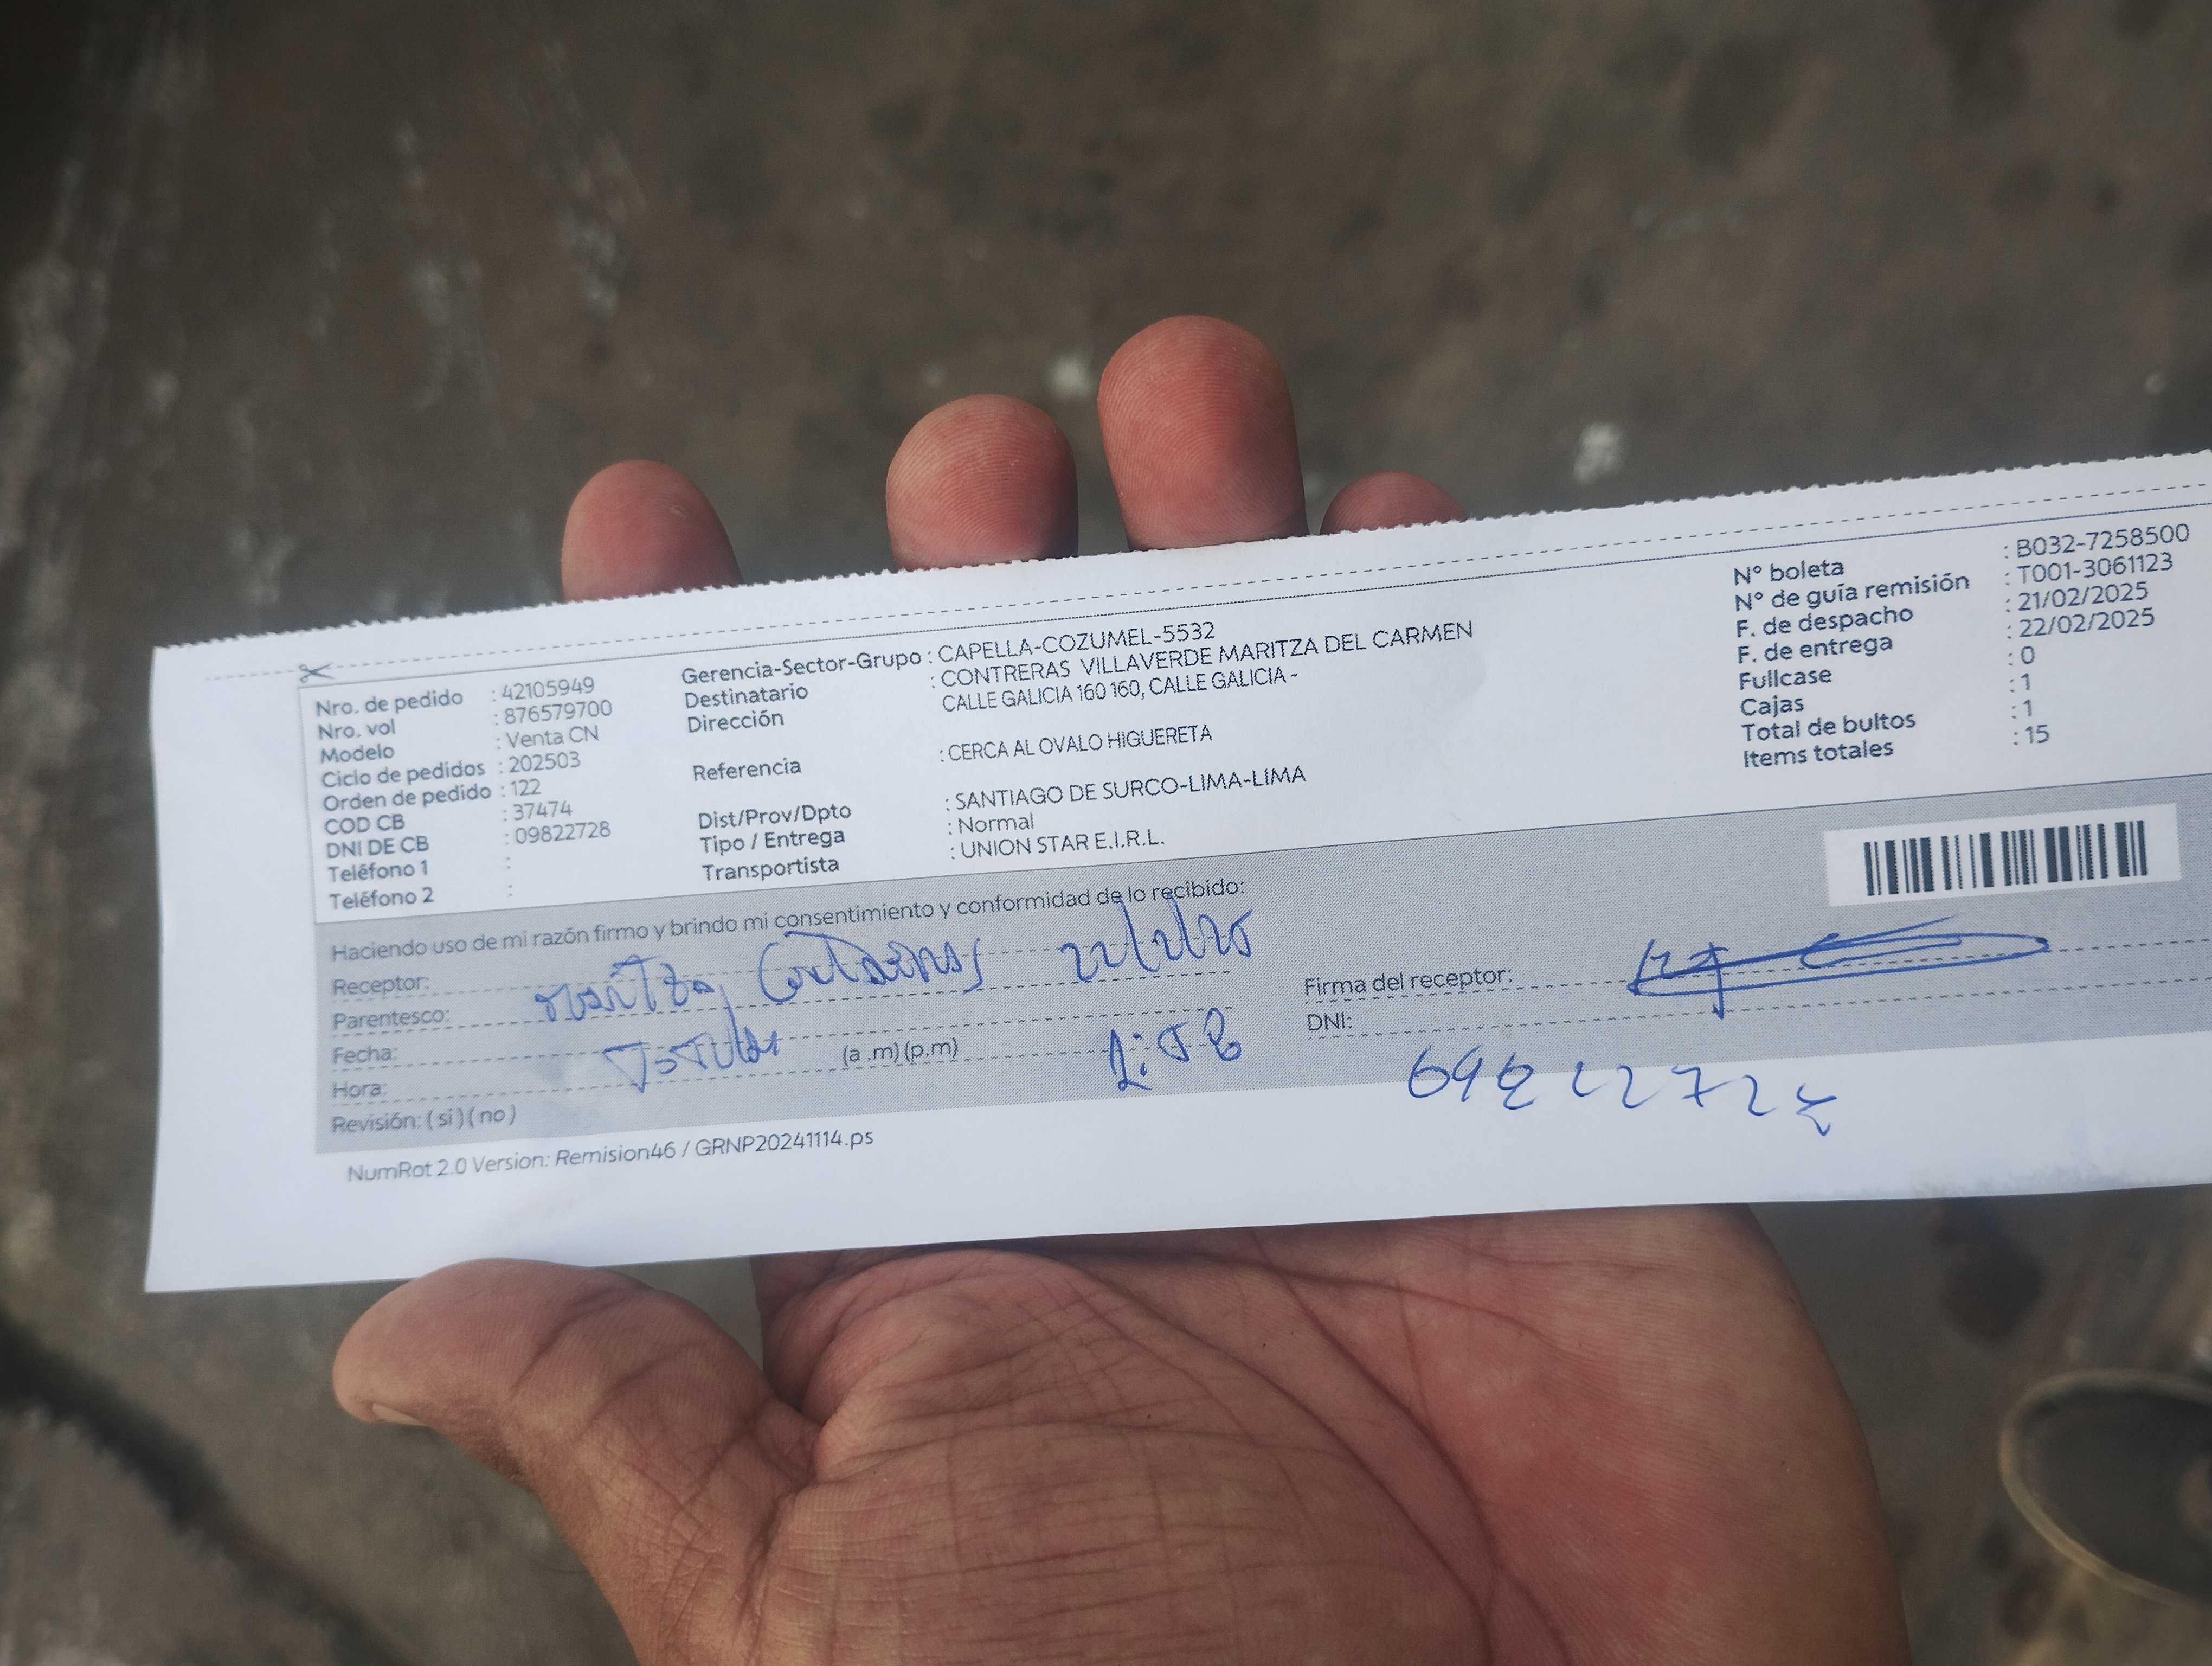 Nro. de pedido : 42105949
Nro. vol : 876579700
Modelo : Venta CN
Ciclo de pedidos : 202503
Orden de pedido : 122
COD CB : 37474
DNI DE CB : 09822728
Teléfono 1 :
Teléfono 2 :
Gerencia-Sector-Grupo : CAPELLA-COZUMEL-5532
Destinatario : CONTRERAS VILLAVERDE MARITZA DEL CARMEN
Dirección CALLE GALICIA 160 160, CALLE GALICIA -
Referencia : CERCA AL OVALO HIGUERETA
Dist/Prov/Dpto : SANTIAGO DE SURCO-LIMA-LIMA
Tipo / Entrega : Normal
Transportista : UNION STAR E.I.R.L.
N° boleta : B032-7258500
N° de guía remisión : T001-3061123
F. de despacho : 21/02/2025
F. de entrega : 22/02/2025
Fullcase : 0
Cajas : 1
Total de bultos : 1
Items totales : 15
Haciendo uso de mi razón firmo y brindo mi consentimiento y conformidad de lo recibido:
Receptor:
Parentesco:
Fecha:
Hora: (a .m) (p.m)
Revisión: ( si ) ( no )
Firma del receptor:
DNI:
NumRot 2.0 Version: Remision46 / GRNP20241114.ps